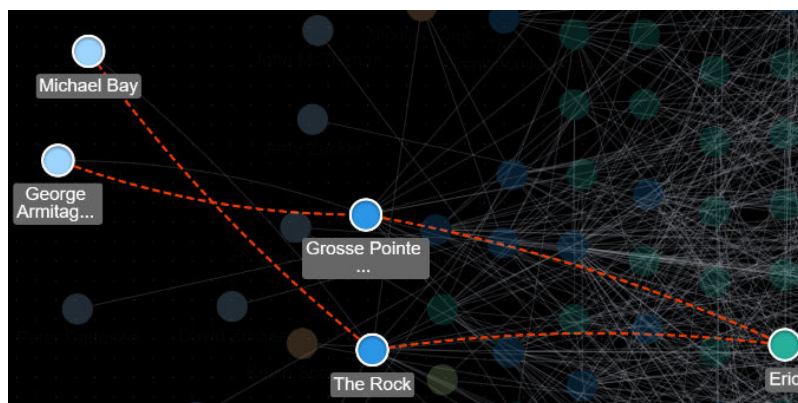 Michael Bay
George
Armitag...
Grosse Pointe
...
The Rock
Eric